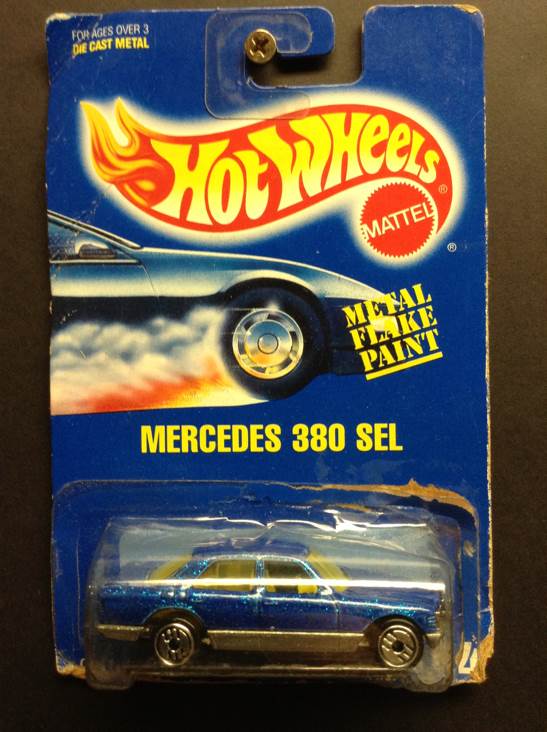 FOR AGES OVER 3
DIE CAST METAL
HOT WHEELS
®
MATTEL
®
METAL
FLAKE
PAINT
MERCEDES 380 SEL